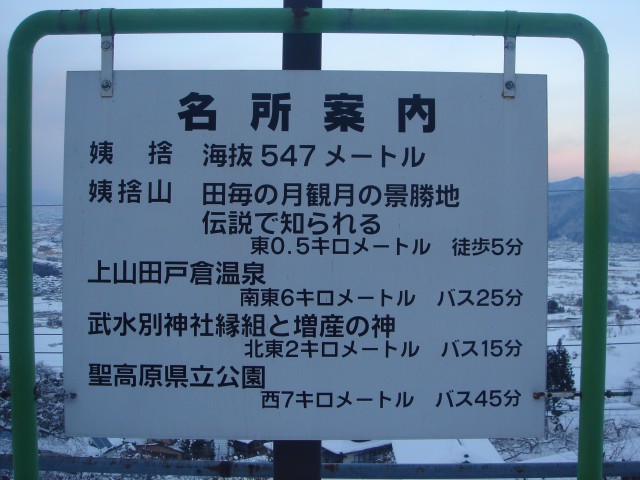 名所案内
姨捨 海抜547メートル
姨捨山 田毎の月観月の景勝地
伝説で知られる
東0.5キロメートル 徒歩5分
上山田戸倉温泉
南東6キロメートル バス25分
武水別神社縁組と増産の神
北東2キロメートル バス15分
聖高原県立公園
西7キロメートル バス45分